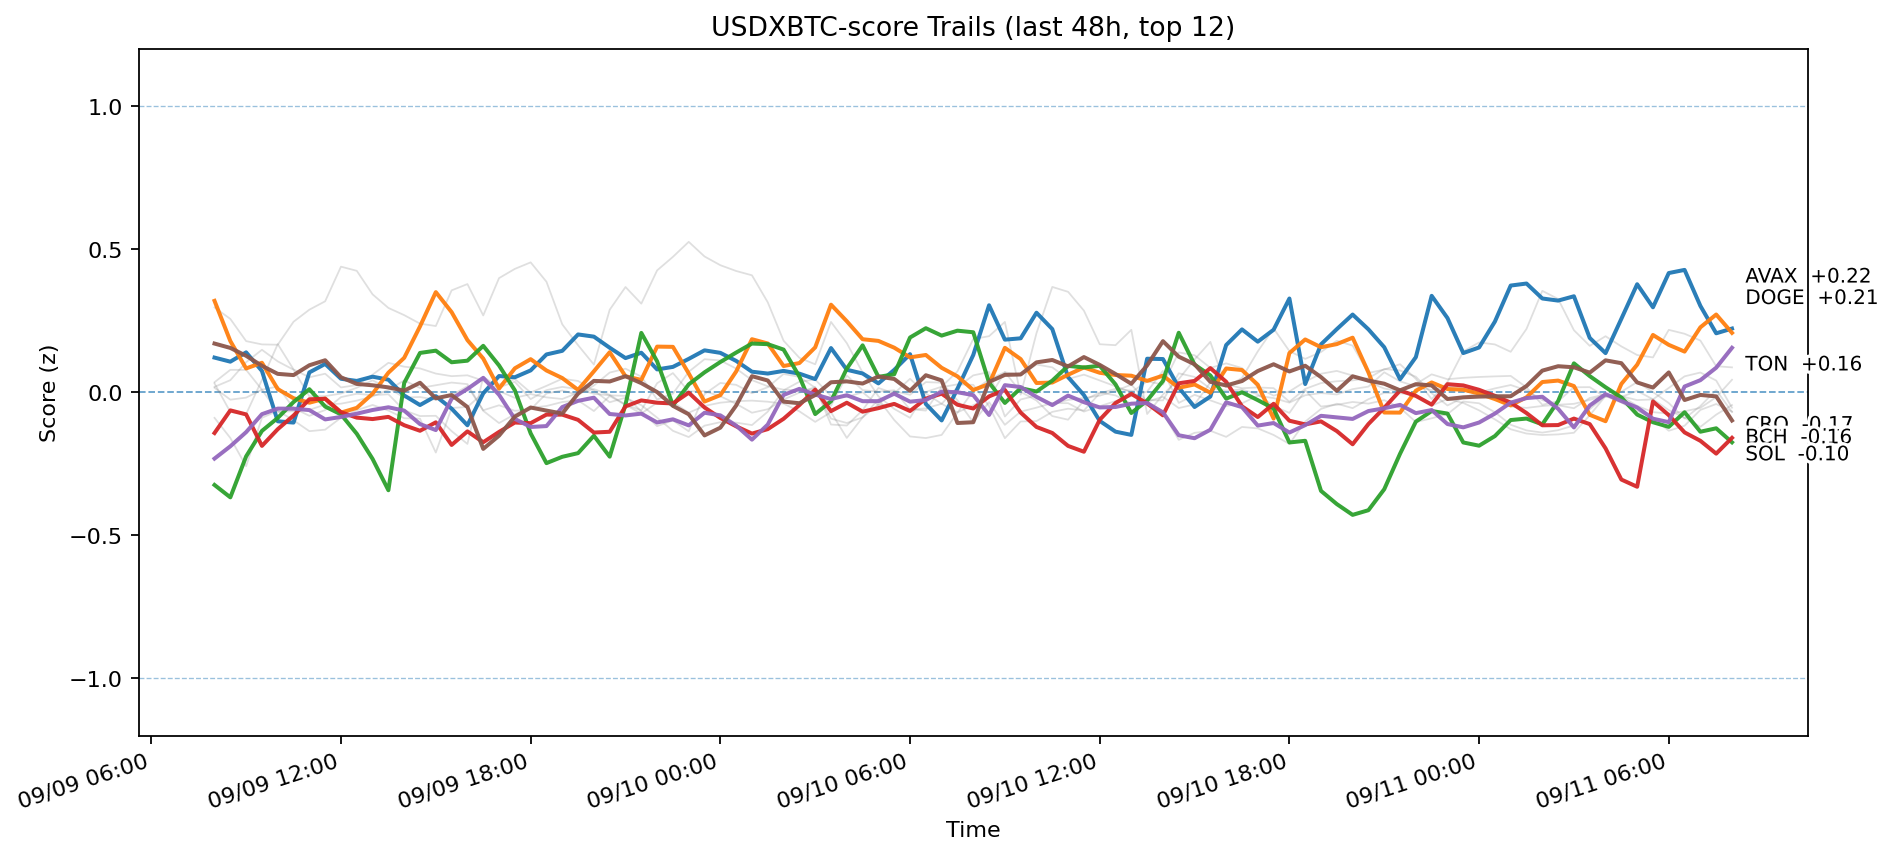 USDXBTC-score Trails (last 48h, top 12)
Score (z)
1.0
0.5
0.0
−0.5
−1.0
AVAX +0.22
DOGE +0.21
TON +0.16
CRO -0.17
BCH -0.16
SOL -0.10
09/09 06:00
09/09 12:00
09/09 18:00
09/10 00:00
09/10 06:00
09/10 12:00
09/10 18:00
09/11 00:00
09/11 06:00
Time